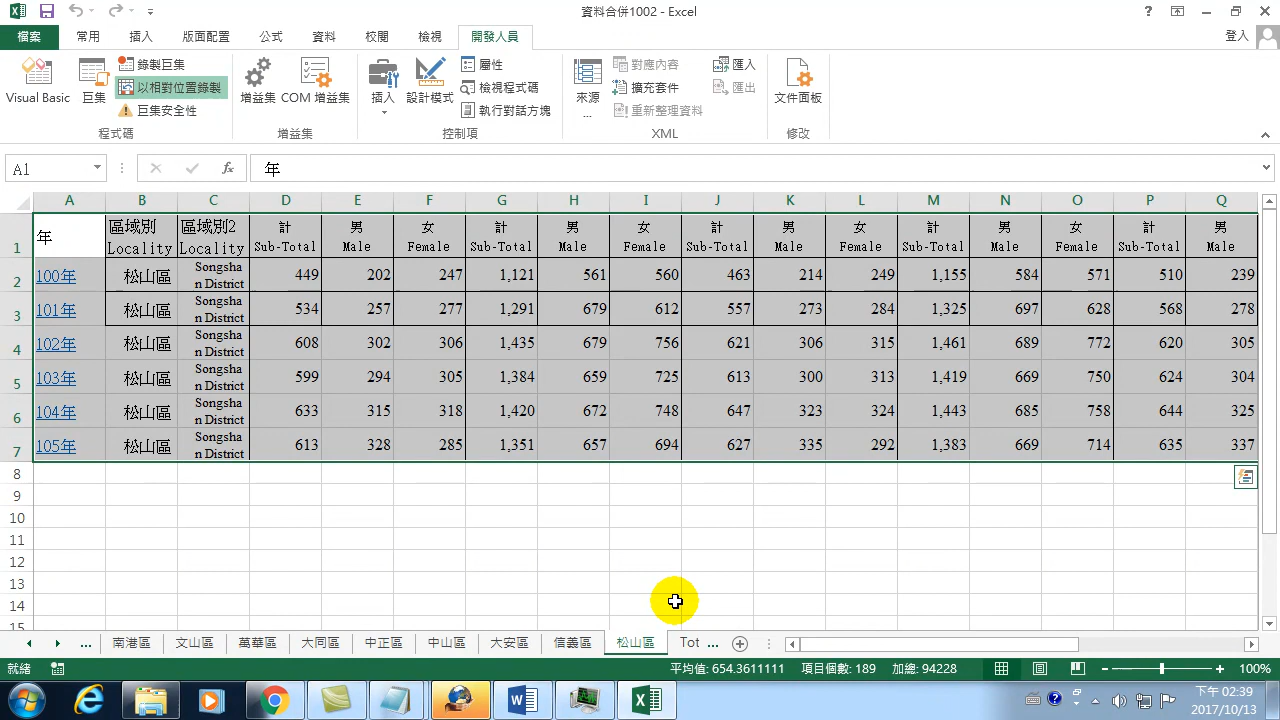 資料合併1002 - Excel
檔案 常用 插入 版面配置 公式 資料 校閱 檢視 開發人員 登入
Visual Basic 巨集 錄製巨集 以相對位置錄製 巨集安全性
程式碼
增益集 COM 增益集
增益集
插入 設計模式 屬性 檢視程式碼 執行對話方塊
控制項
來源 ... 對應內容 擴充套件 重新整理資料 匯入 匯出
XML
文件面板
修改
A1 fx 年
A B C D E F G H I J K L M N O P Q
1 年 區域別 Locality 區域別2 Locality 計 Sub-Total 男 Male 女 Female 計 Sub-Total 男 Male 女 Female 計 Sub-Total 男 Male 女 Female 計 Sub-Total 男 Male 女 Female 計 Sub-Total 男 Male
2 100年 松山區 Songshan District 449 202 247 1,121 561 560 463 214 249 1,155 584 571 510 239
3 101年 松山區 Songshan District 534 257 277 1,291 679 612 557 273 284 1,325 697 628 568 278
4 102年 松山區 Songshan District 608 302 306 1,435 679 756 621 306 315 1,461 689 772 620 305
5 103年 松山區 Songshan District 599 294 305 1,384 659 725 613 300 313 1,419 669 750 624 304
6 104年 松山區 Songshan District 633 315 318 1,420 672 748 647 323 324 1,443 685 758 644 325
7 105年 松山區 Songshan District 613 328 285 1,351 657 694 627 335 292 1,383 669 714 635 337
8
9
10
11
12
13
14
15
... 南港區 文山區 萬華區 大同區 中正區 中山區 大安區 信義區 松山區 Tot ...
就緒 平均值: 654.3611111 項目個數: 189 加總: 94228 100%
下午 02:39
2017/10/13